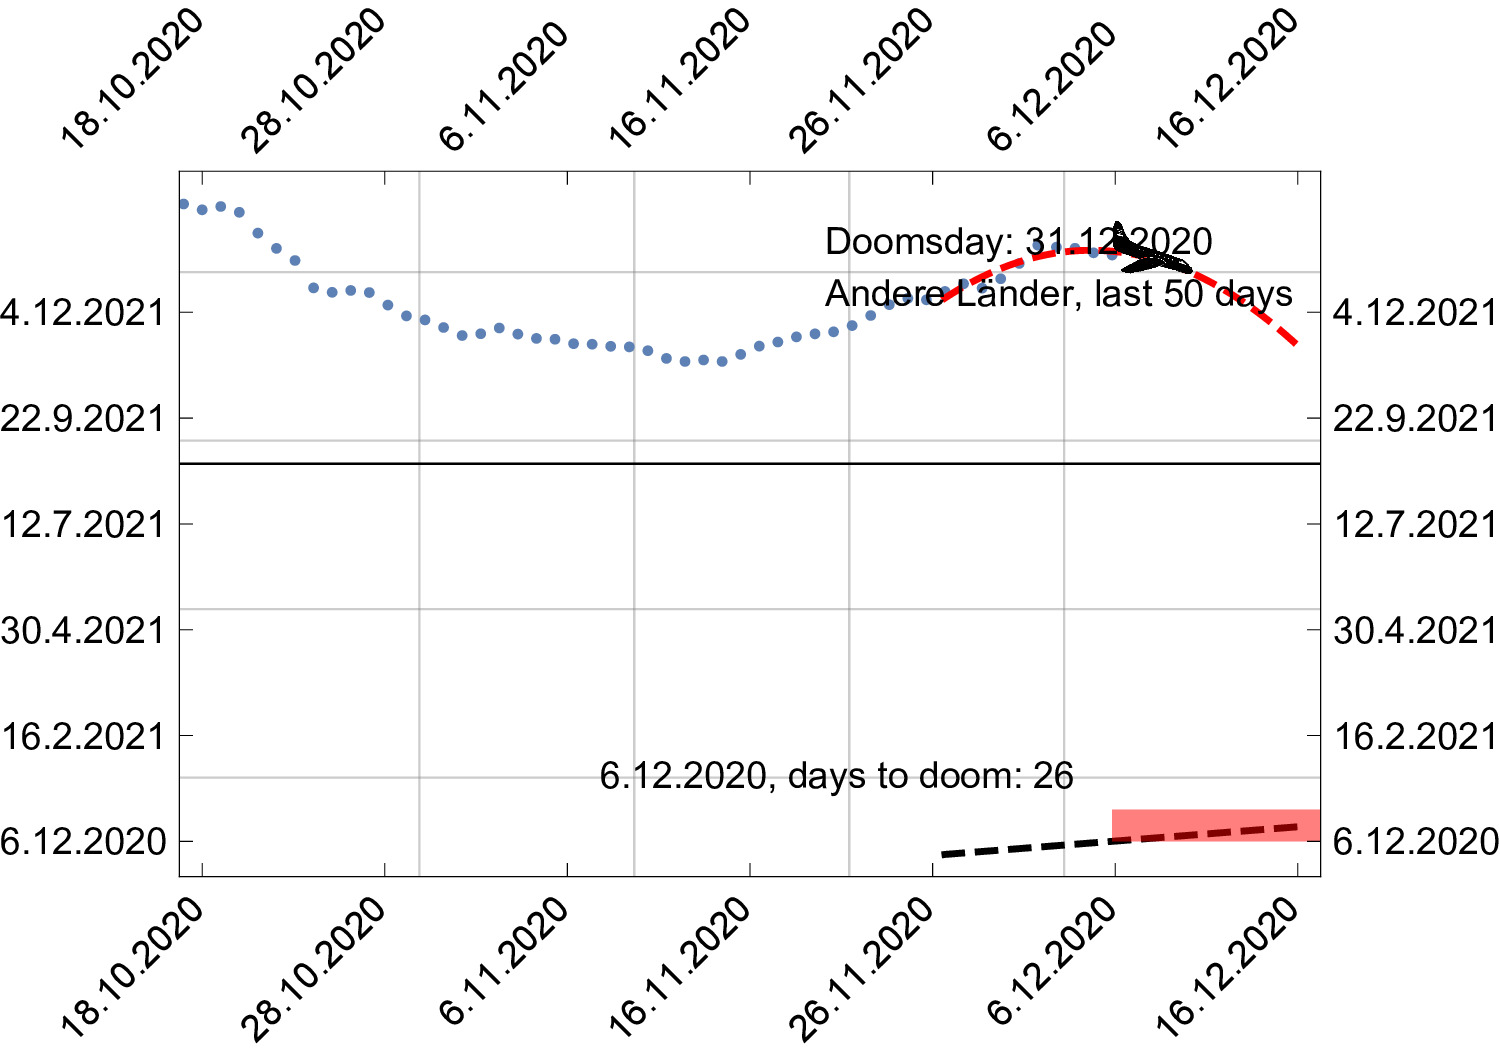 18.10.2020 28.10.2020 6.11.2020 16.11.2020 26.11.2020 6.12.2020 16.12.2020
Doomsday: 31.12.2020
Andere Länder, last 50 days
4.12.2021 4.12.2021
22.9.2021 22.9.2021
12.7.2021 12.7.2021
30.4.2021 30.4.2021
16.2.2021 16.2.2021
6.12.2020, days to doom: 26
6.12.2020 6.12.2020
18.10.2020 28.10.2020 6.11.2020 16.11.2020 26.11.2020 6.12.2020 16.12.2020